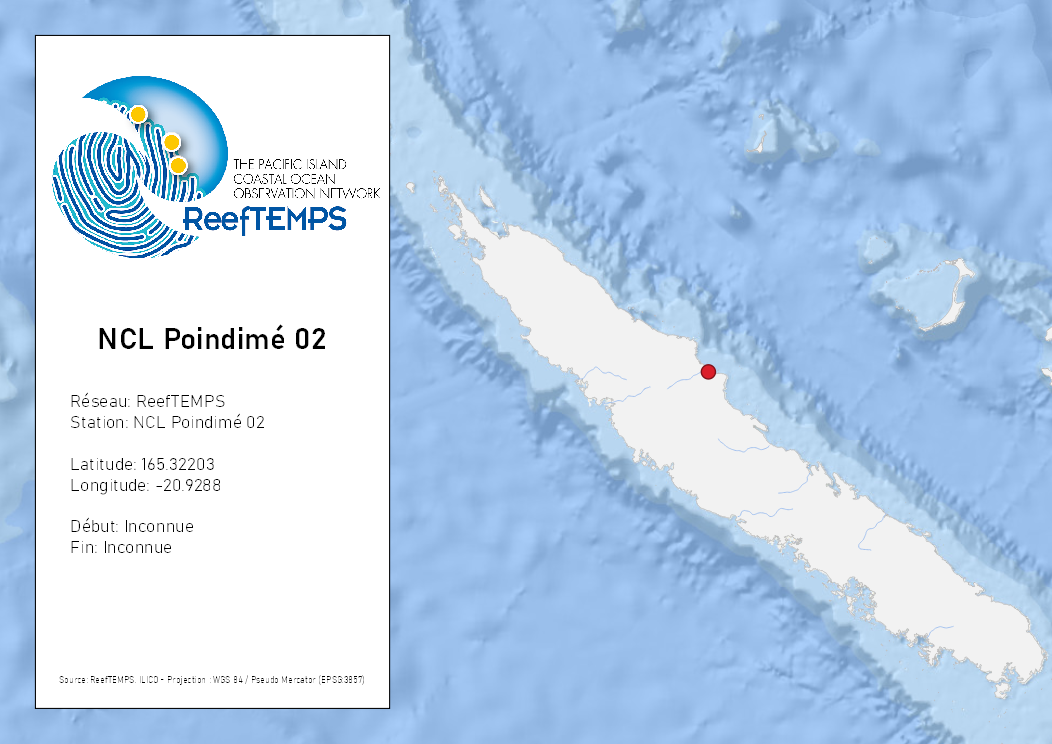 THE PACIFIC ISLAND
COASTAL OCEAN
OBSERVATION NETWORK
ReefTEMPS
NCL Poindimé 02
Réseau: ReefTEMPS
Station: NCL Poindimé 02
Latitude: 165.32203
Longitude: -20.9288
Début: Inconnue
Fin: Inconnue
Source: ReefTEMPS, ILICO - Projection : WGS 84 / Pseudo Mercator (EPSG:3857)